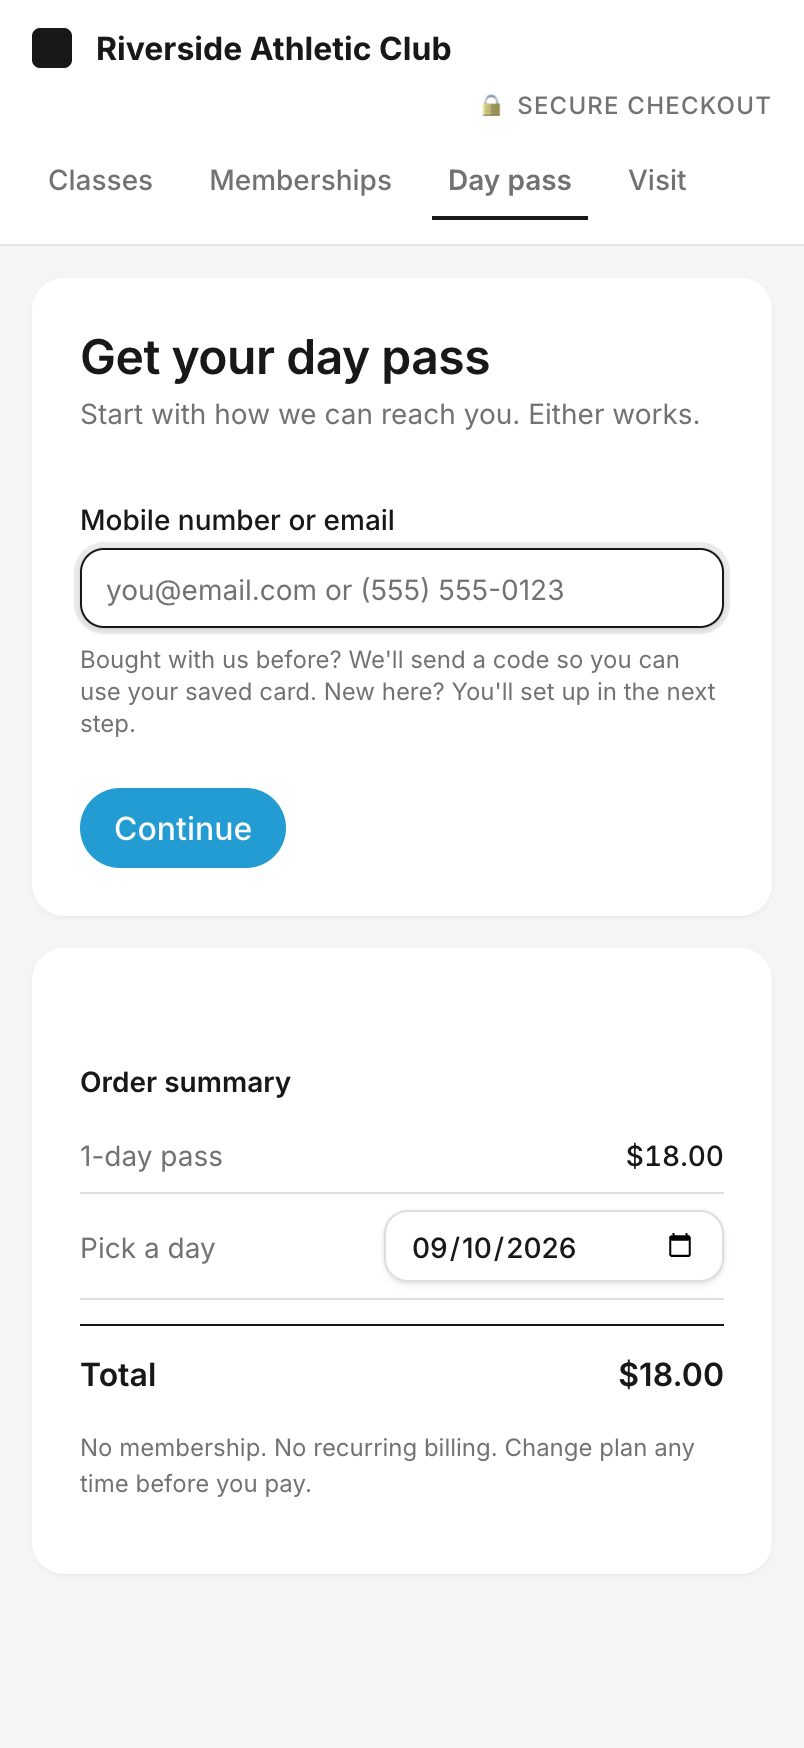 Riverside Athletic Club
🔒 SECURE CHECKOUT
Classes Memberships Day pass Visit
Get your day pass
Start with how we can reach you. Either works.
Mobile number or email
you@email.com or (555) 555-0123
Bought with us before? We'll send a code so you can
use your saved card. New here? You'll set up in the next
step.
Continue
Order summary
1-day pass $18.00
Pick a day 09/10/2026
Total $18.00
No membership. No recurring billing. Change plan any
time before you pay.